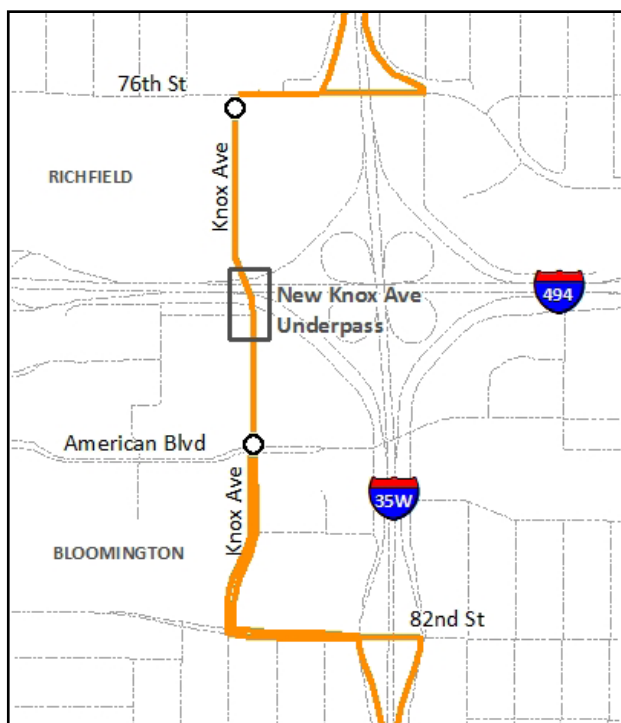 76th St
RICHFIELD
Knox Ave
New Knox Ave
Underpass
494
American Blvd
35W
Knox Ave
BLOOMINGTON
82nd St